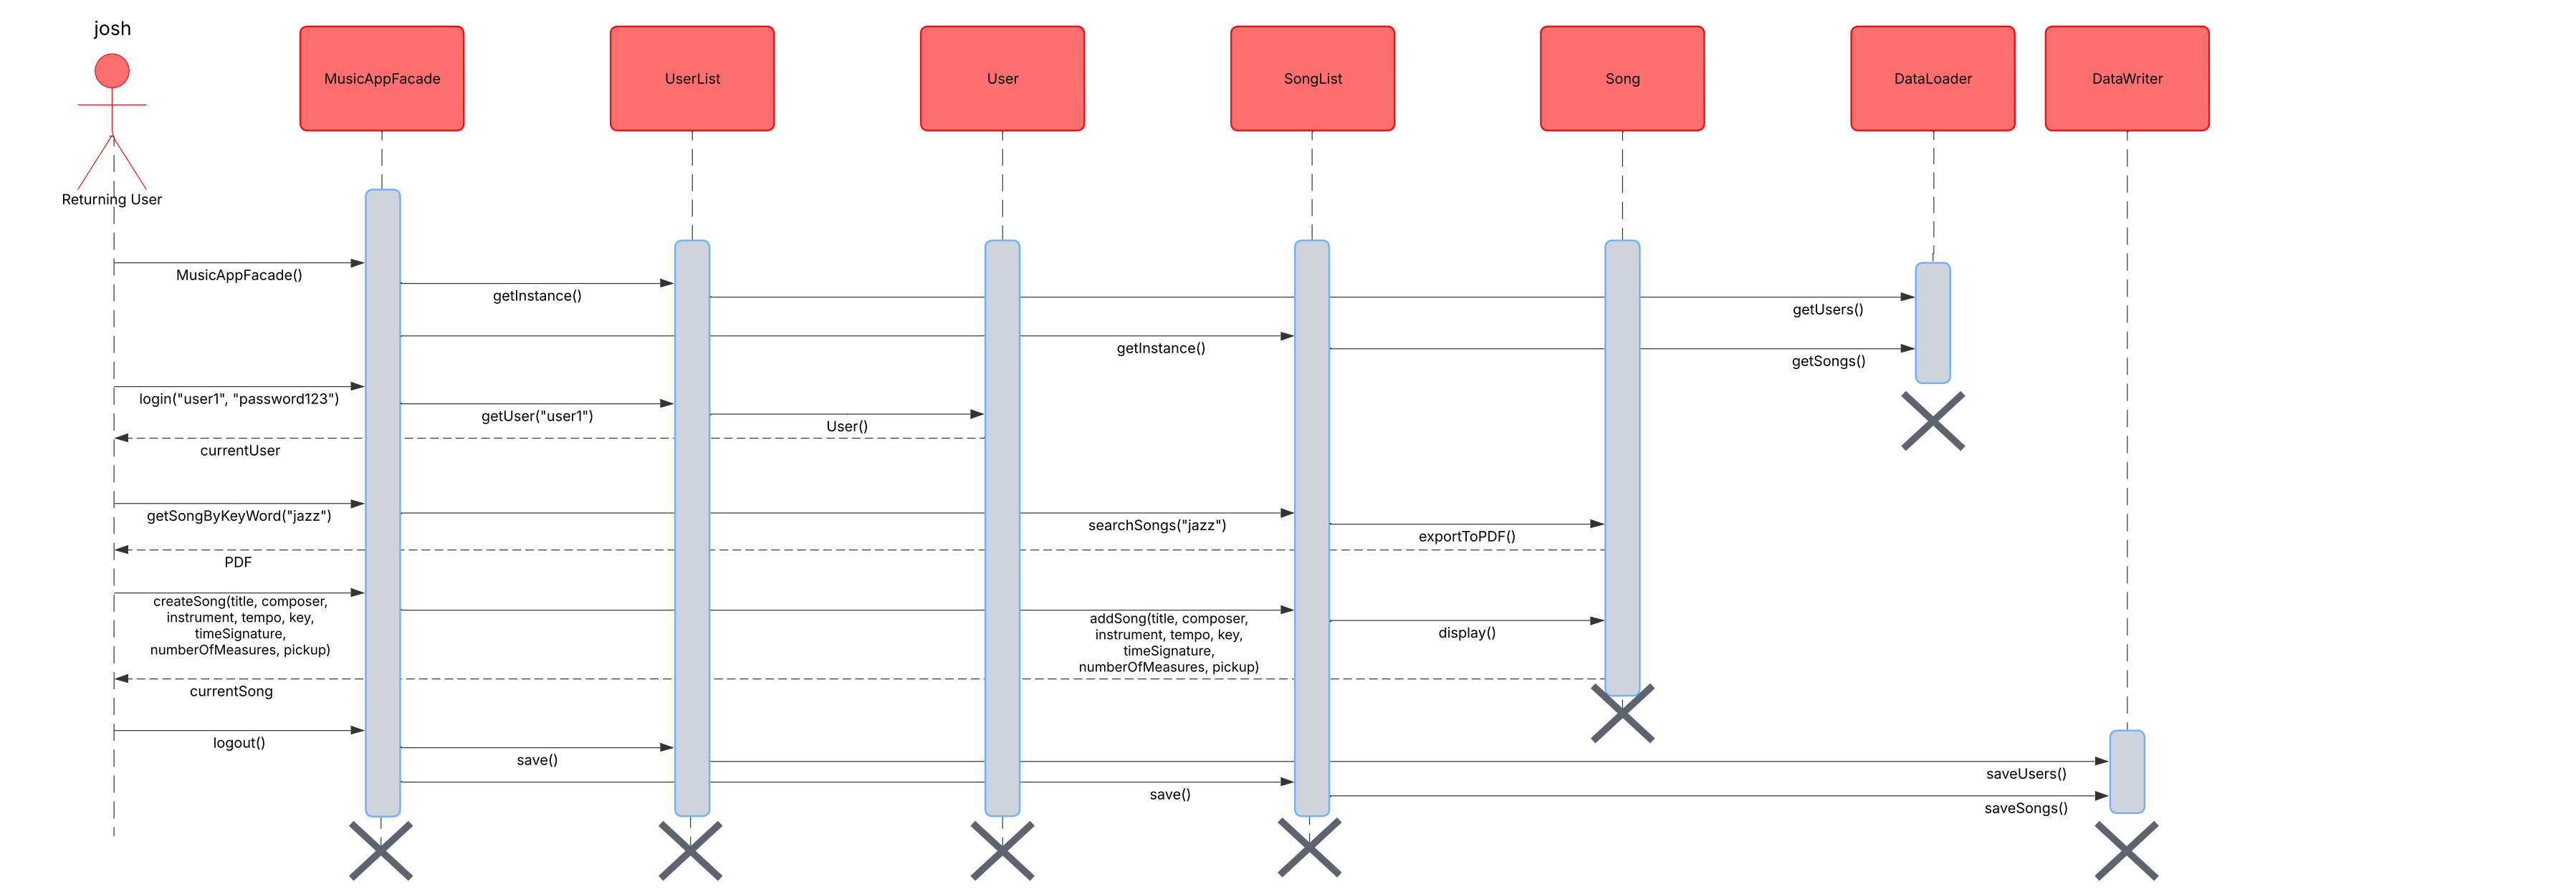 josh
MusicAppFacade
UserList
User
SongList
Song
DataLoader
DataWriter
Returning User
MusicAppFacade()
getInstance()
getUsers()
getInstance()
getSongs()
login("user1", "password123")
getUser("user1")
User()
currentUser
getSongByKeyWord("jazz")
searchSongs("jazz")
exportToPDF()
PDF
createSong(title, composer,
instrument, tempo, key,
timeSignature,
numberOfMeasures, pickup)
addSong(title, composer,
instrument, tempo, key,
timeSignature,
numberOfMeasures, pickup)
display()
currentSong
logout()
save()
saveUsers()
save()
saveSongs()